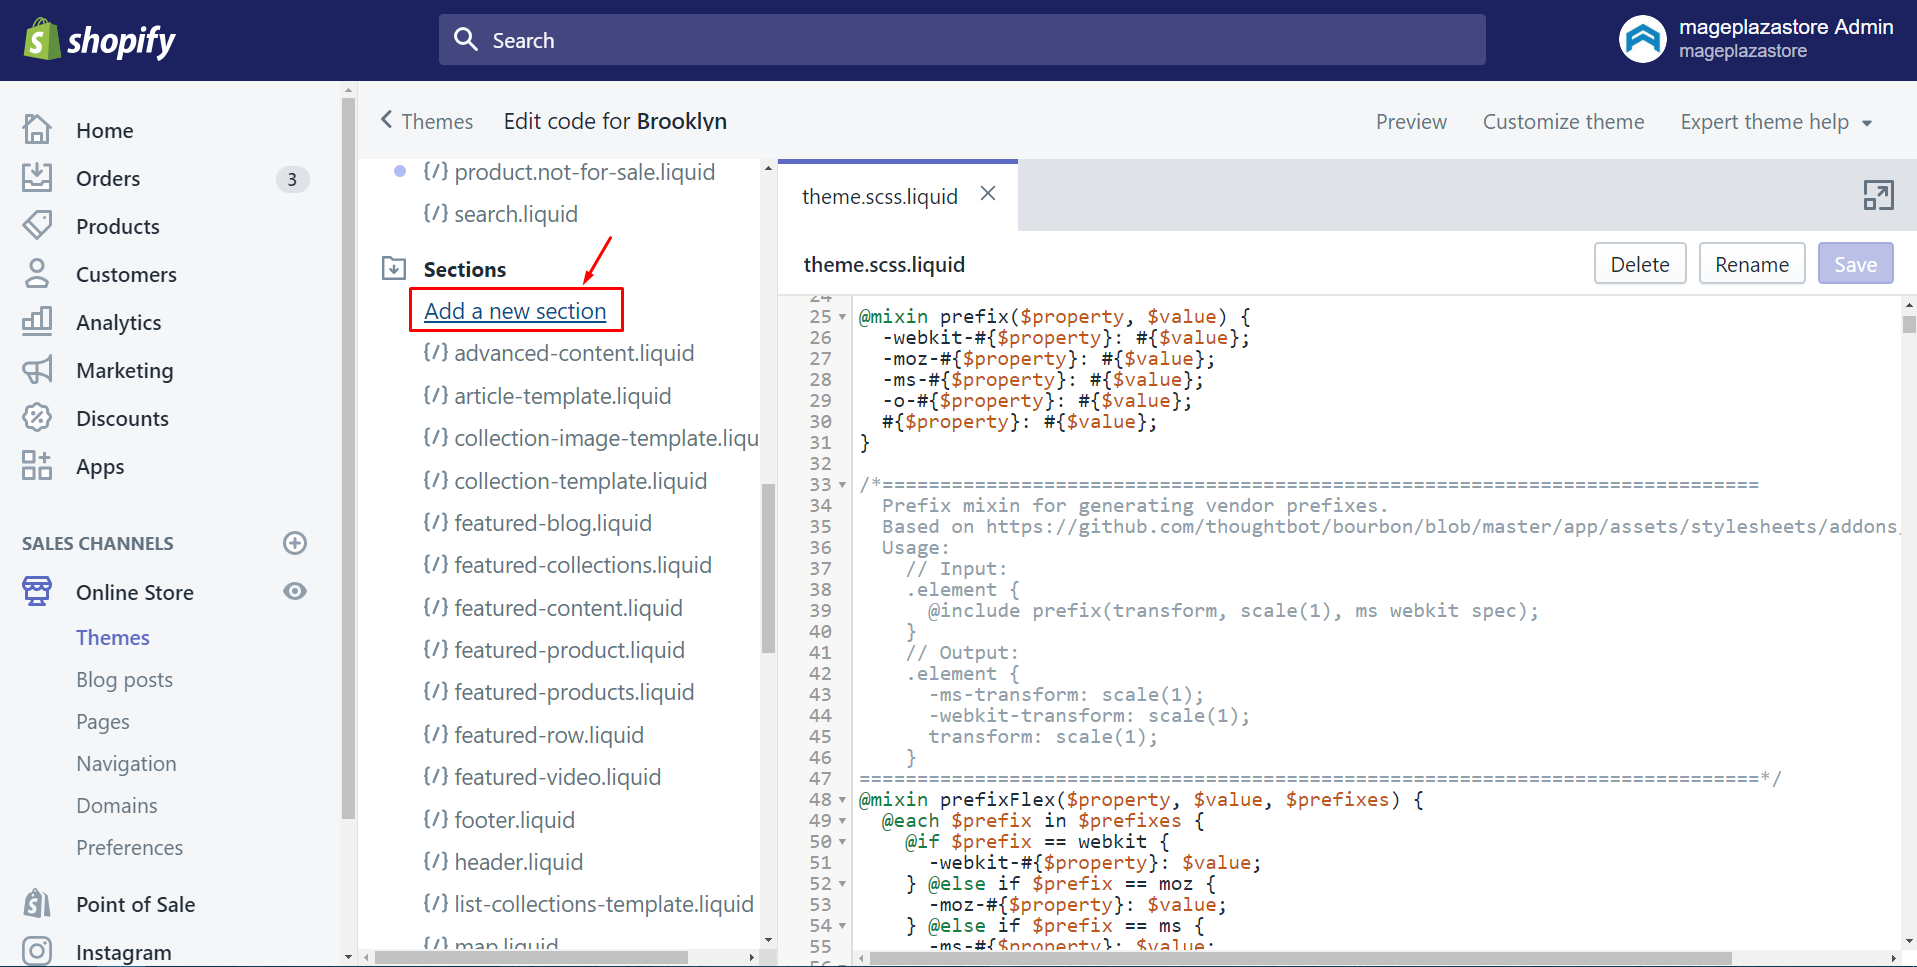 shopify
Search
mageplazastore Admin
mageplazastore
Home
Orders
3
Products
Customers
Analytics
Marketing
Discounts
Apps
SALES CHANNELS
Online Store
Themes
Blog posts
Pages
Navigation
Domains
Preferences
Point of Sale
Instagram
Themes
Edit code for Brooklyn
Preview
Customize theme
Expert theme help
{/} product.not-for-sale.liquid
{/} search.liquid
Sections
Add a new section
{/} advanced-content.liquid
{/} article-template.liquid
{/} collection-image-template.liqu
{/} collection-template.liquid
{/} featured-blog.liquid
{/} featured-collections.liquid
{/} featured-content.liquid
{/} featured-product.liquid
{/} featured-products.liquid
{/} featured-row.liquid
{/} featured-video.liquid
{/} footer.liquid
{/} header.liquid
{/} list-collections-template.liquid
{/} map.liquid
theme.scss.liquid
theme.scss.liquid
Delete
Rename
Save
24
25 @mixin prefix($property, $value) {
26 -webkit-#{$property}: #{$value};
27 -moz-#{$property}: #{$value};
28 -ms-#{$property}: #{$value};
29 -o-#{$property}: #{$value};
30 #{$property}: #{$value};
31 }
32
33 /*============================================================================
34 Prefix mixin for generating vendor prefixes.
35 Based on https://github.com/thoughtbot/bourbon/blob/master/app/assets/stylesheets/addons/
36 Usage:
37 // Input:
38 .element {
39 @include prefix(transform, scale(1), ms webkit spec);
40 }
41 // Output:
42 .element {
43 -ms-transform: scale(1);
44 -webkit-transform: scale(1);
45 transform: scale(1);
46 }
47 ==============================================================================*/
48 @mixin prefixFlex($property, $value, $prefixes) {
49 @each $prefix in $prefixes {
50 @if $prefix == webkit {
51 -webkit-#{$property}: $value;
52 } @else if $prefix == moz {
53 -moz-#{$property}: $value;
54 } @else if $prefix == ms {
55 -ms-#{$property}: $value;
56